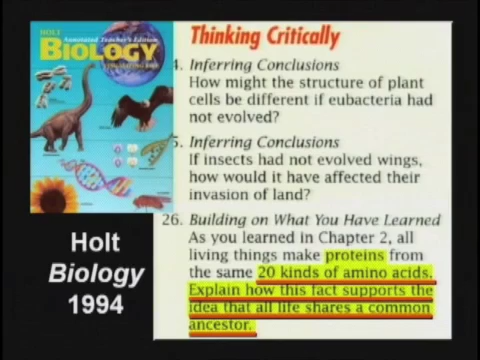 HOLT
Annotated Teacher's Edition
BIOLOGY
Holt
Biology
1994
Thinking Critically
4. Inferring Conclusions
How might the structure of plant
cells be different if eubacteria had
not evolved?
5. Inferring Conclusions
If insects had not evolved wings,
how would it have affected their
invasion of land?
26. Building on What You Have Learned
As you learned in Chapter 2, all
living things make proteins from
the same 20 kinds of amino acids.
Explain how this fact supports the
idea that all life shares a common
ancestor.